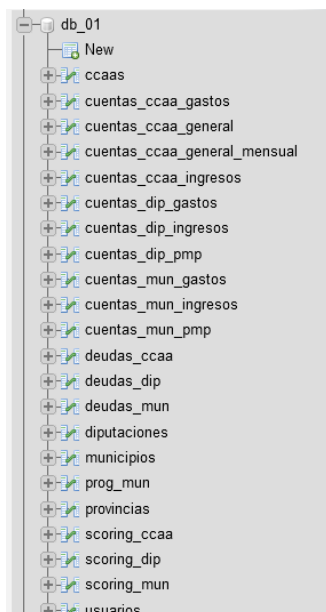 db_01
New
ccaas
cuentas_ccaa_gastos
cuentas_ccaa_general
cuentas_ccaa_general_mensual
cuentas_ccaa_ingresos
cuentas_dip_gastos
cuentas_dip_ingresos
cuentas_dip_pmp
cuentas_mun_gastos
cuentas_mun_ingresos
cuentas_mun_pmp
deudas_ccaa
deudas_dip
deudas_mun
diputaciones
municipios
prog_mun
provincias
scoring_ccaa
scoring_dip
scoring_mun
usuarios